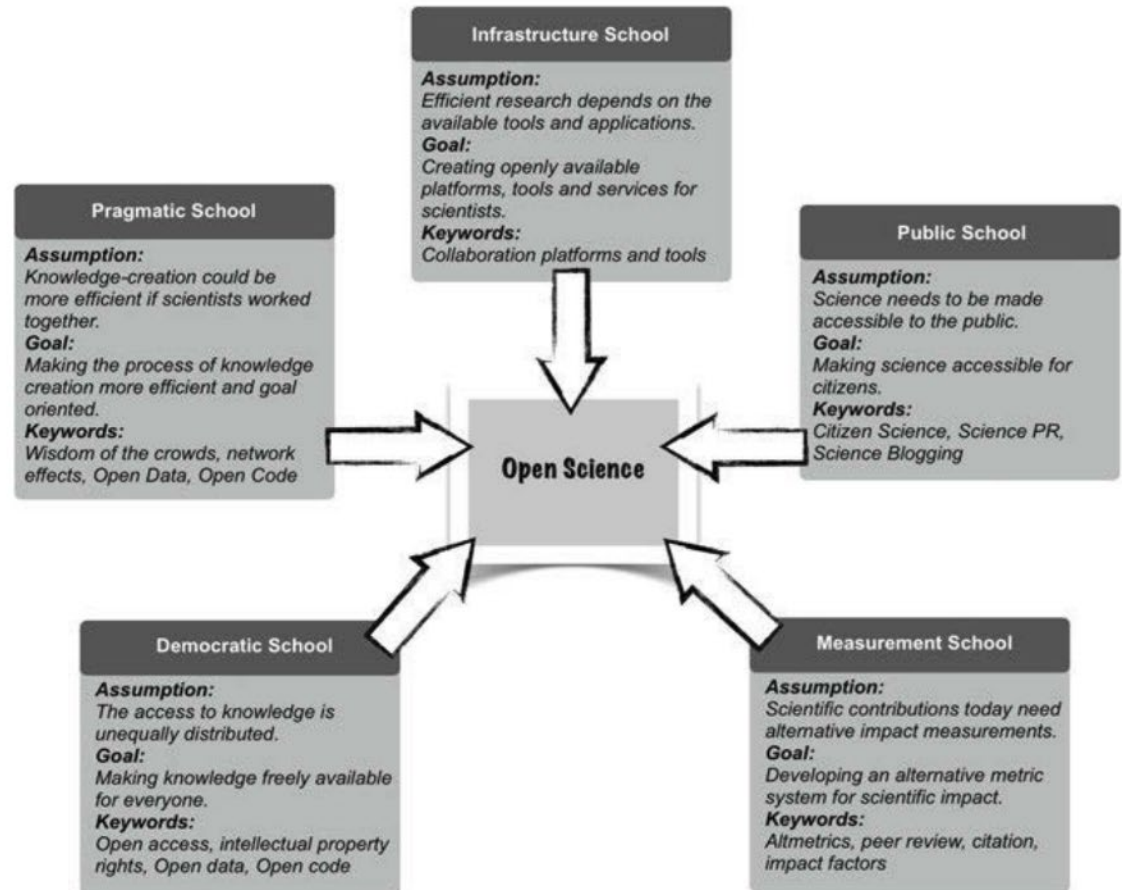 Infrastructure School
Assumption:
Efficient research depends on the
available tools and applications.
Goal:
Creating openly available
platforms, tools and services for
scientists.
Keywords:
Collaboration platforms and tools
Pragmatic School
Assumption:
Knowledge-creation could be
more efficient if scientists worked
together.
Goal:
Making the process of knowledge
creation more efficient and goal
oriented.
Keywords:
Wisdom of the crowds, network
effects, Open Data, Open Code
Public School
Assumption:
Science needs to be made
accessible to the public.
Goal:
Making science accessible for
citizens.
Keywords:
Citizen Science, Science PR,
Science Blogging
Open Science
Democratic School
Assumption:
The access to knowledge is
unequally distributed.
Goal:
Making knowledge freely available
for everyone.
Keywords:
Open access, intellectual property
rights, Open data, Open code
Measurement School
Assumption:
Scientific contributions today need
alternative impact measurements.
Goal:
Developing an alternative metric
system for scientific impact.
Keywords:
Altmetrics, peer review, citation,
impact factors